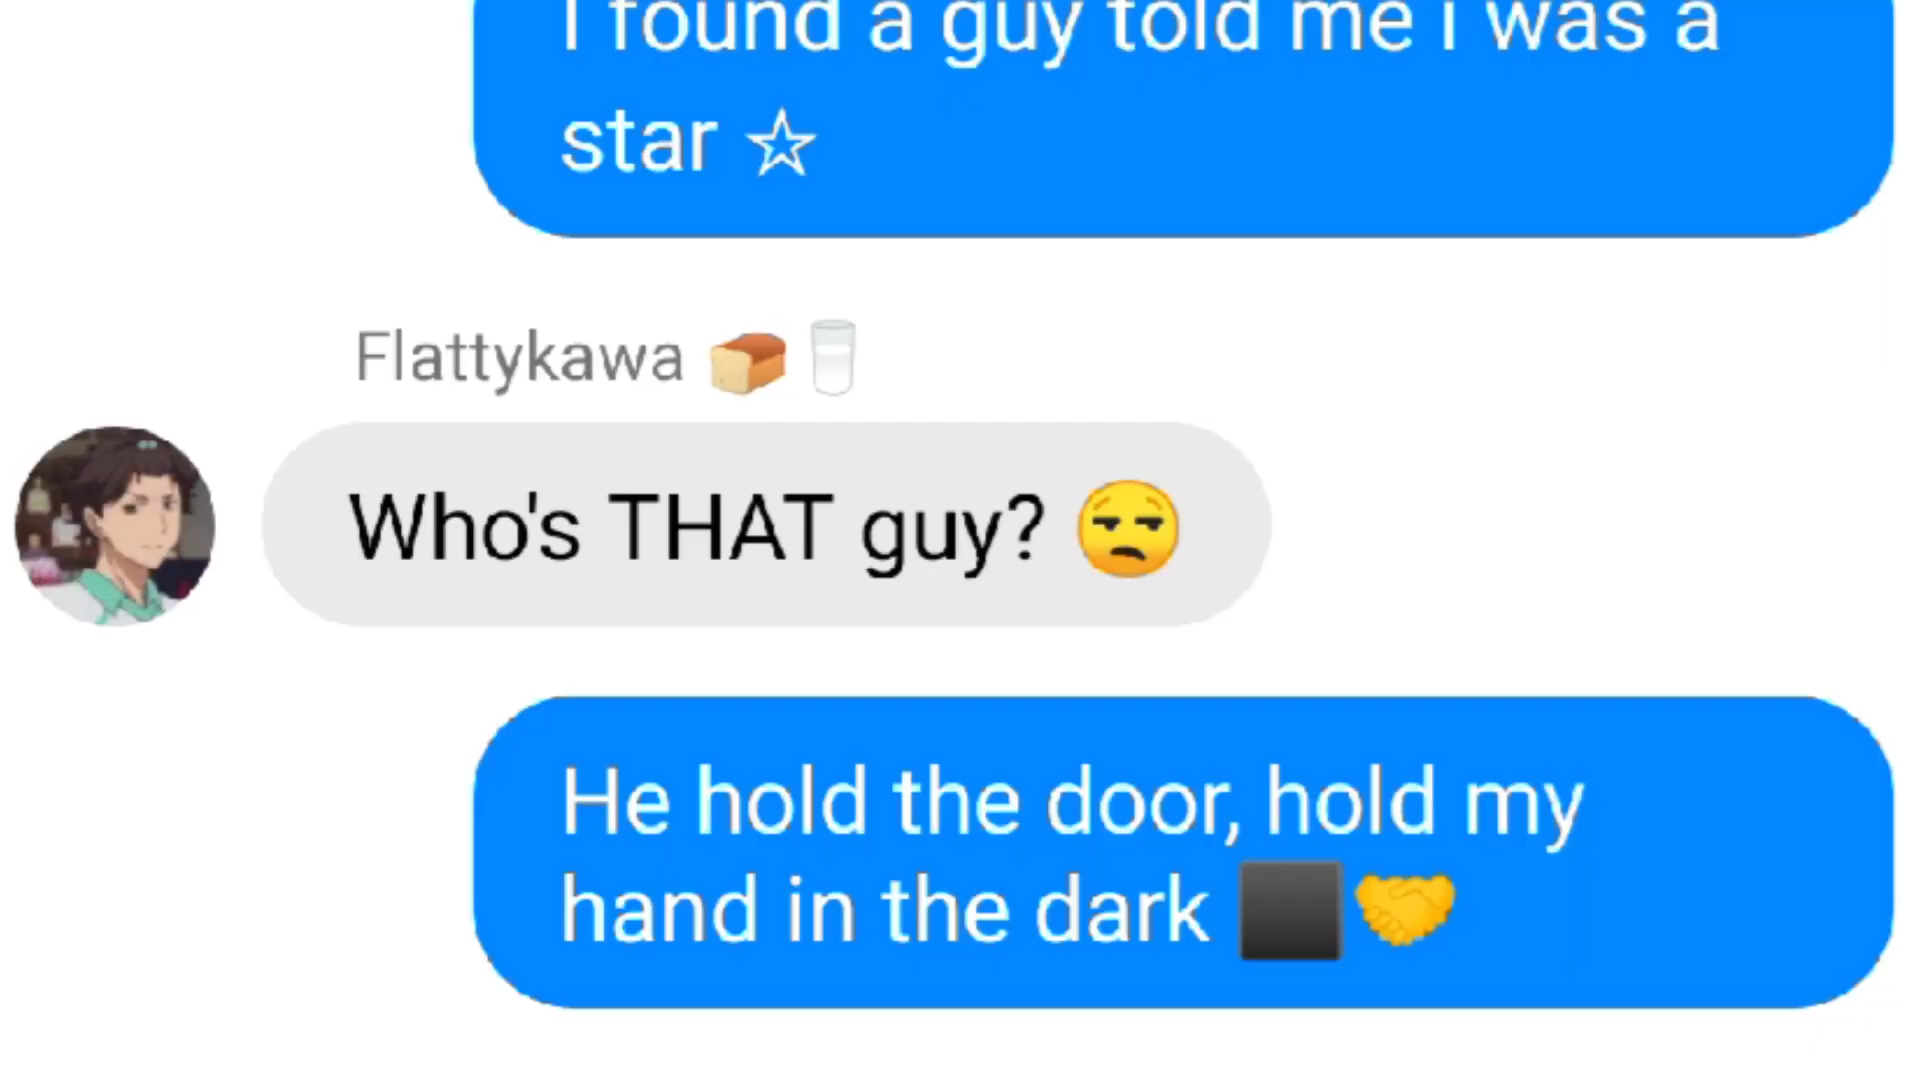 I found a guy told me i was a
star ☆
Flattykawa 🍞🥛
Who's THAT guy? 😒
He hold the door, hold my
hand in the dark ⬛🤝